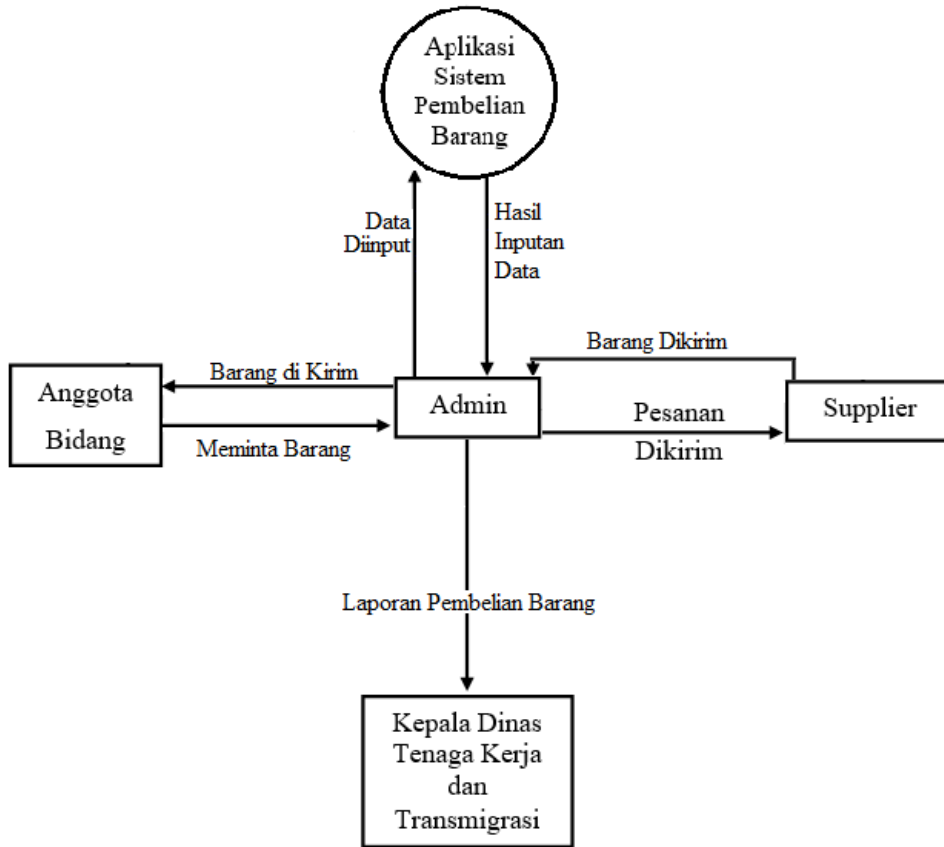 Aplikasi
Sistem
Pembelian
Barang
Data
Diinput
Hasil
Inputan
Data
Barang Dikirim
Anggota
Bidang
Barang di Kirim
Meminta Barang
Admin
Pesanan
Dikirim
Supplier
Laporan Pembelian Barang
Kepala Dinas
Tenaga Kerja
dan
Transmigrasi